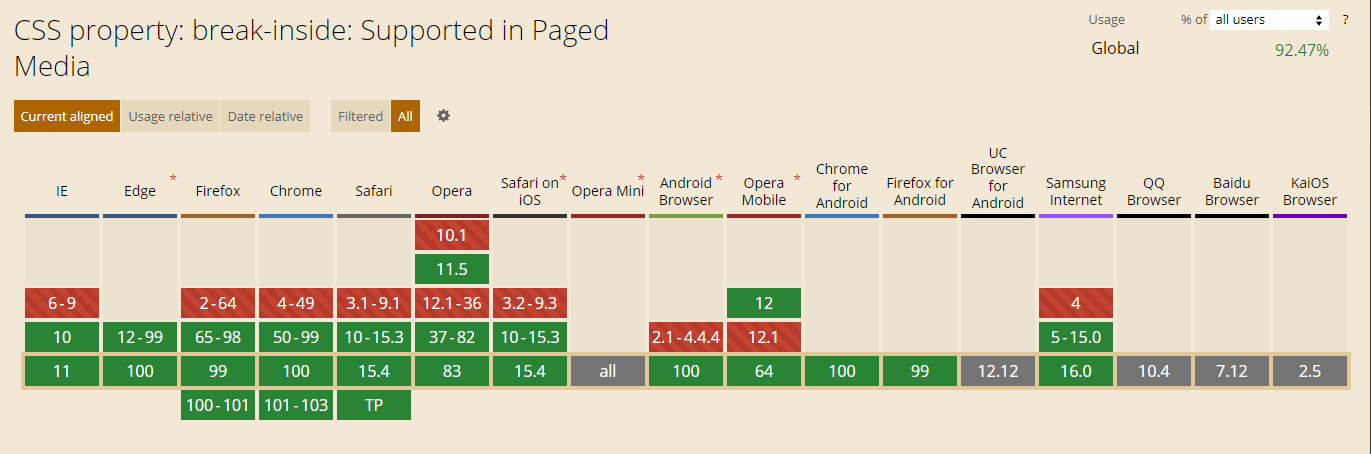 CSS property: break-inside: Supported in Paged
Media
Usage % of all users ?
Global 92.47%
Current aligned Usage relative Date relative Filtered All
IE Edge * Firefox Chrome Safari Opera Safari on * iOS Opera Mini * Android * Browser Opera * Mobile Chrome for Android Firefox for Android UC Browser for Android Samsung Internet QQ Browser Baidu Browser KaiOS Browser
10.1
11.5
6-9 2-64 4-49 3.1-9.1 12.1-36 3.2-9.3 12 4
10 12-99 65-98 50-99 10-15.3 37-82 10-15.3 2.1-4.4.4 12.1 5-15.0
11 100 99 100 15.4 83 15.4 all 100 64 100 99 12.12 16.0 10.4 7.12 2.5
100-101 101-103 TP